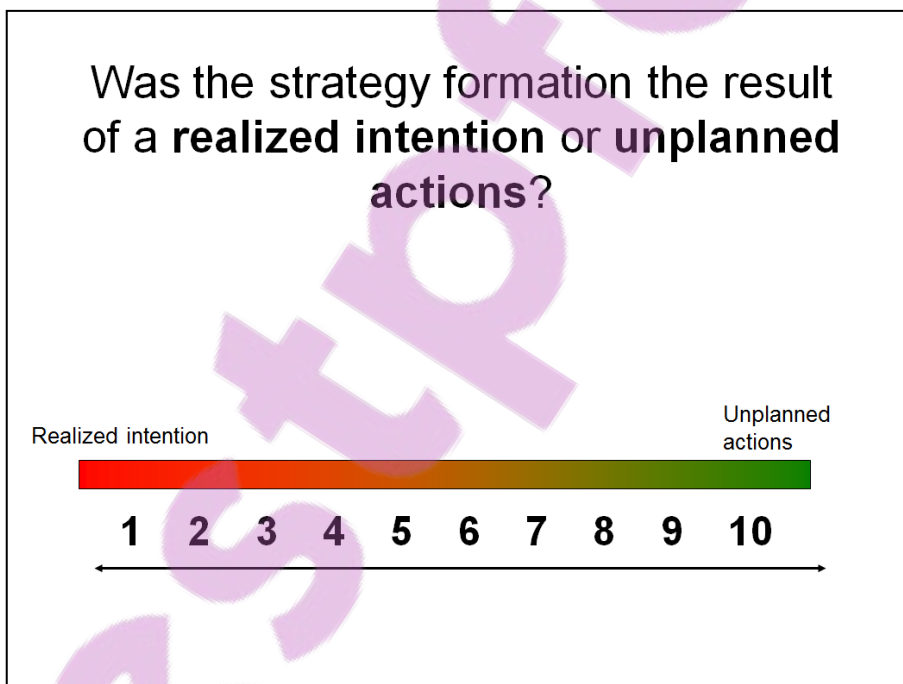 Was the strategy formation the result
of a realized intention or unplanned
actions?
Realized intention
Unplanned
actions
1 2 3 4 5 6 7 8 9 10
estpfo